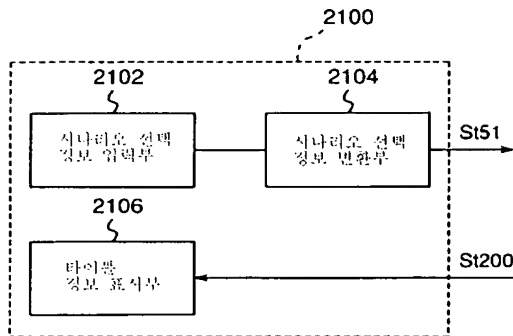 2100
2102
2104
시나리오 선택
정보 입력부
시나리오 선택
정보 변환부
St51
2106
타이틀
정보 표시부
St200